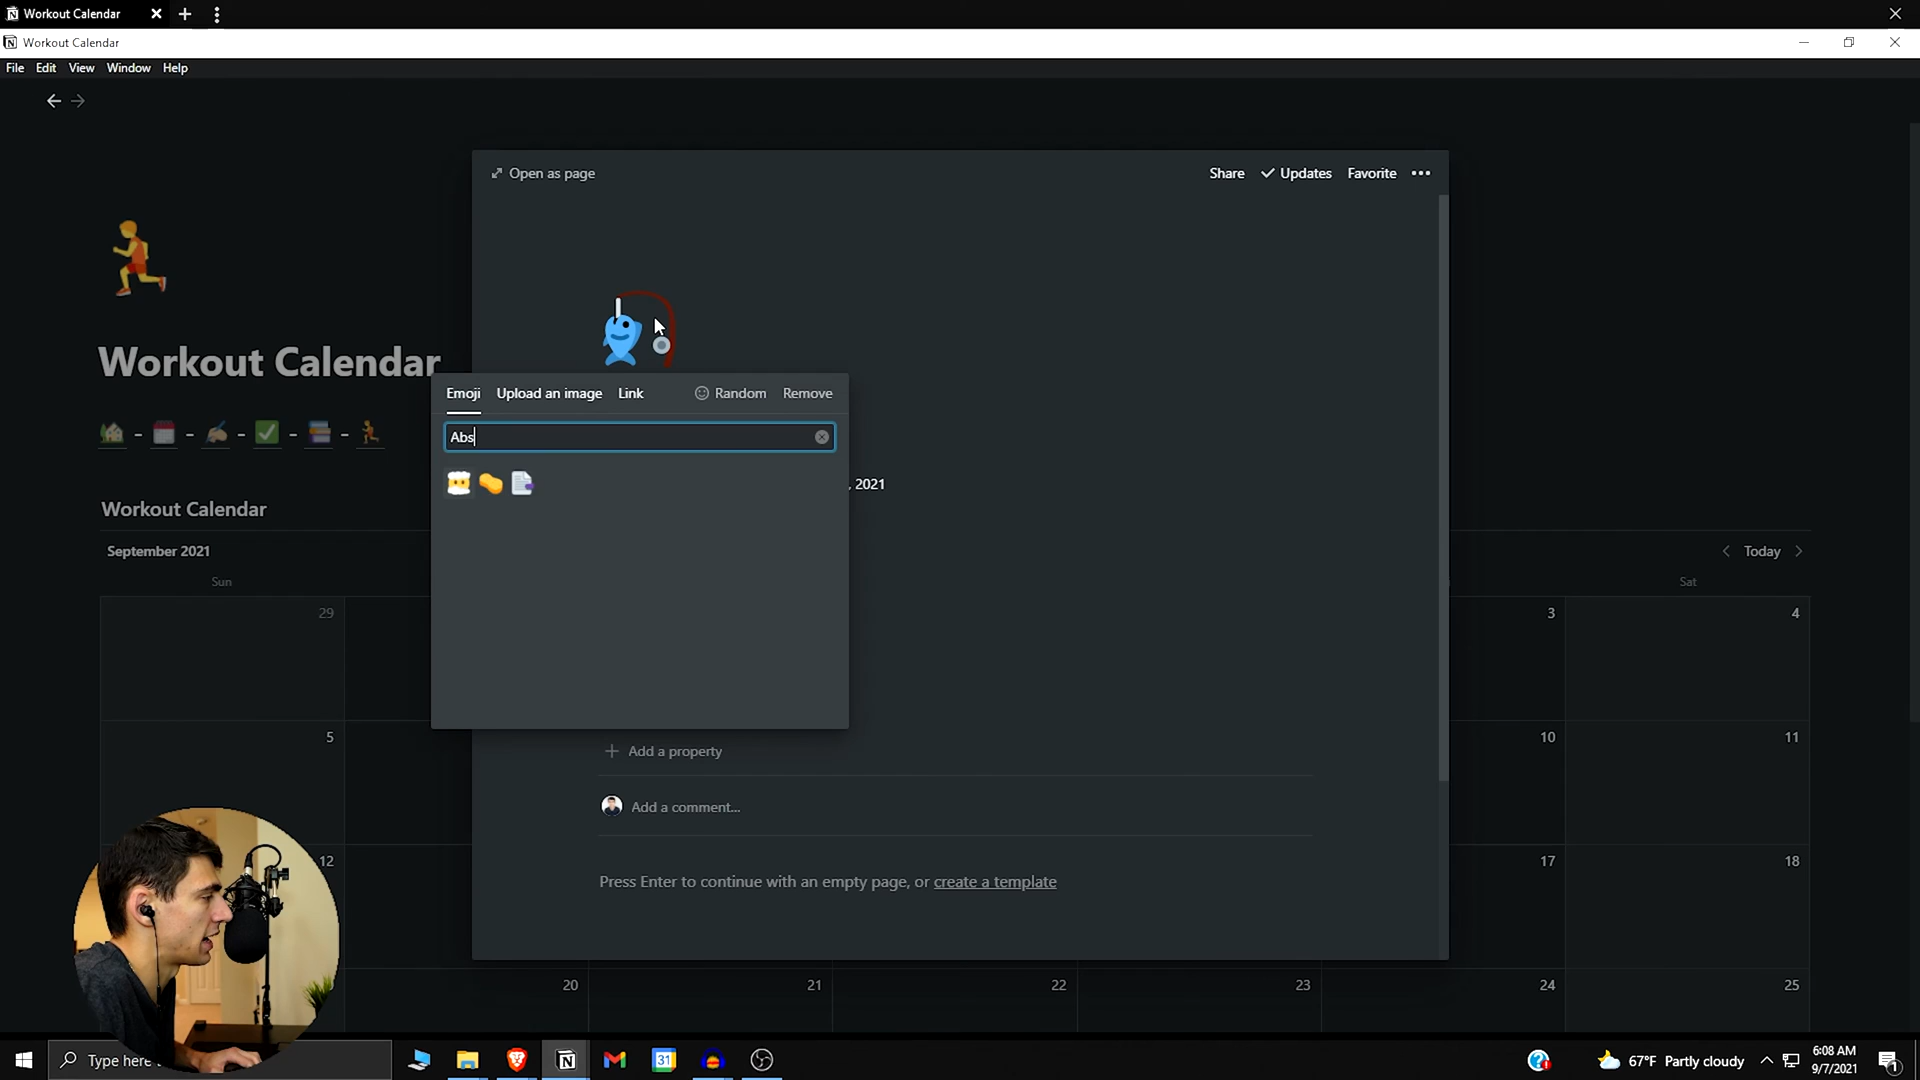 Workout Calendar
Workout Calendar
File Edit View Window Help
Open as page
Share Updates Favorite
Workout Calendar
Emoji Upload an image Link Random Remove
Abs
, 2021
Workout Calendar
September 2021
Today
Sun
Sat
29
3
4
5
10
11
Add a property
Add a comment...
12
17
18
Press Enter to continue with an empty page, or create a template
20
21
22
23
24
25
Type here
31
67°F Partly cloudy
6:08 AM
9/7/2021
1